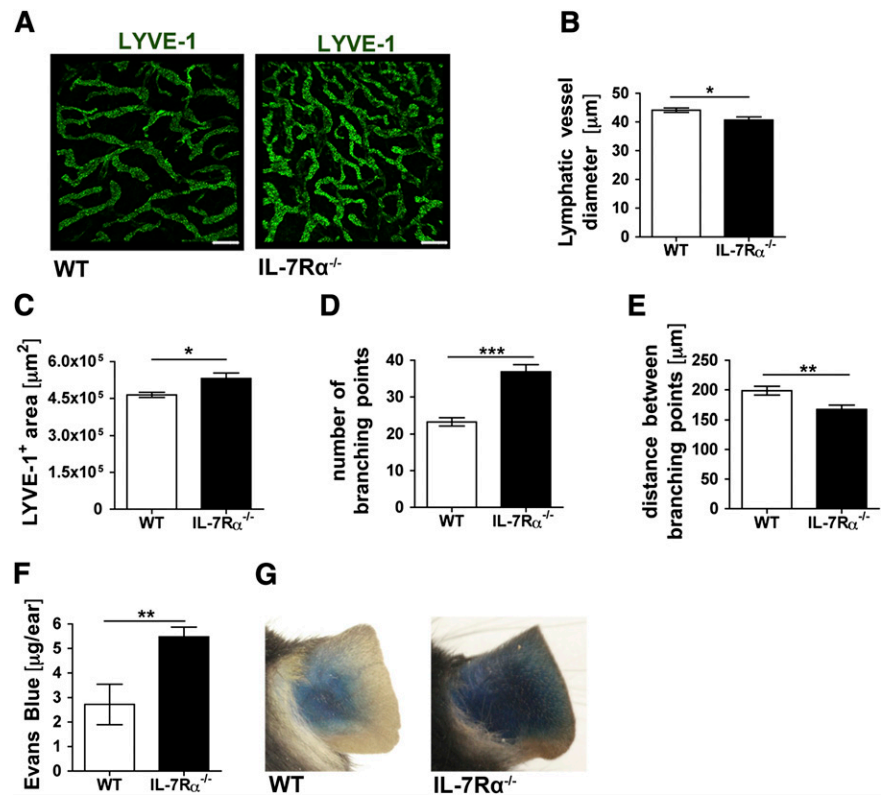 A
LYVE-1
LYVE-1
WT
IL-7Rα-/-
B
Lymphatic vessel
diameter [μm]
50
40
30
20
10
0
*
WT
IL-7Rα-/-
C
LYVE-1+ area [μm2]
6.0x105
4.5x105
3.0x105
1.5x105
0
*
WT
IL-7Rα-/-
D
number of
branching points
40
30
20
10
0
***
WT
IL-7Rα-/-
E
distance between
branching points [μm]
250
200
150
100
50
0
**
WT
IL-7Rα-/-
F
Evans Blue [μg/ear]
6
5
4
3
2
1
0
**
WT
IL-7Rα-/-
G
WT
IL-7Rα-/-